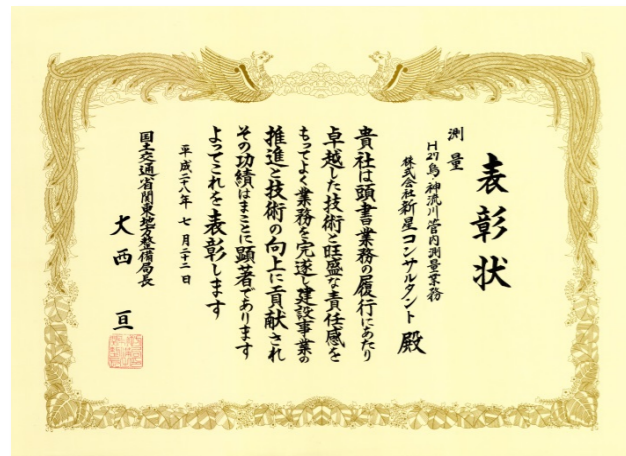 表彰状
測量
H27烏・神流川管内測量業務
株式会社新星コンサルタント 殿
貴社は頭書業務の履行にあたり
卓越した技術と旺盛な責任感を
もってよく業務を完遂し建設事業の
推進と技術の向上に貢献され
その功績はまことに顕著であります
よってこれを表彰します
平成二十八年 七月二十二日
国土交通省関東地方整備局長
大西 亘